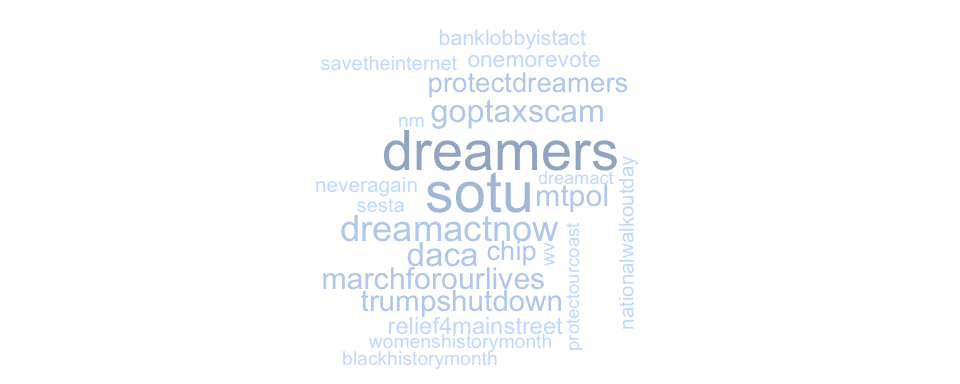 banklobbyistact
savetheinternet onemorevote
protectdreamers
nm goptaxscam
dreamers
neveragain sotu dreamact
sesta mtpol
nationalwalkoutday
dreamactnow
daca chip wv
protectourcoast
marchforourlives
trumpshutdown
relief4mainstreet
womenshistorymonth
blackhistorymonth